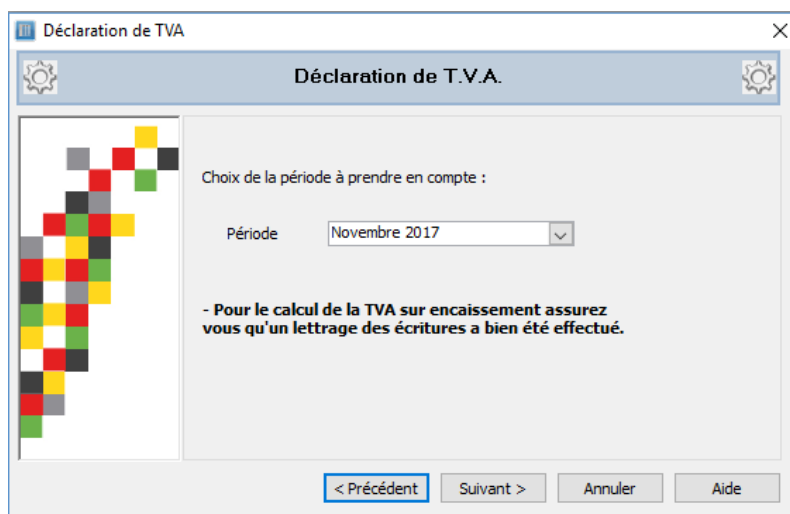 Déclaration de TVA
Déclaration de T.V.A.
Choix de la période à prendre en compte :
Période Novembre 2017
- Pour le calcul de la TVA sur encaissement assurez
vous qu'un lettrage des écritures a bien été effectué.
< Précédent Suivant > Annuler Aide